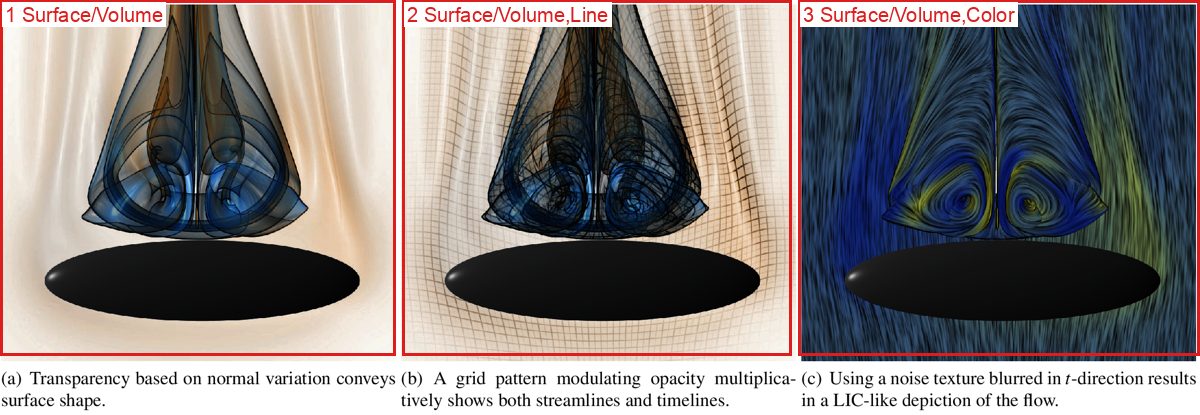 1 Surface/Volume
2 Surface/Volume,Line
3 Surface/Volume,Color
(a) Transparency based on normal variation conveys
surface shape.
(b) A grid pattern modulating opacity multiplica-
tively shows both streamlines and timelines.
(c) Using a noise texture blurred in t-direction results
in a LIC-like depiction of the flow.